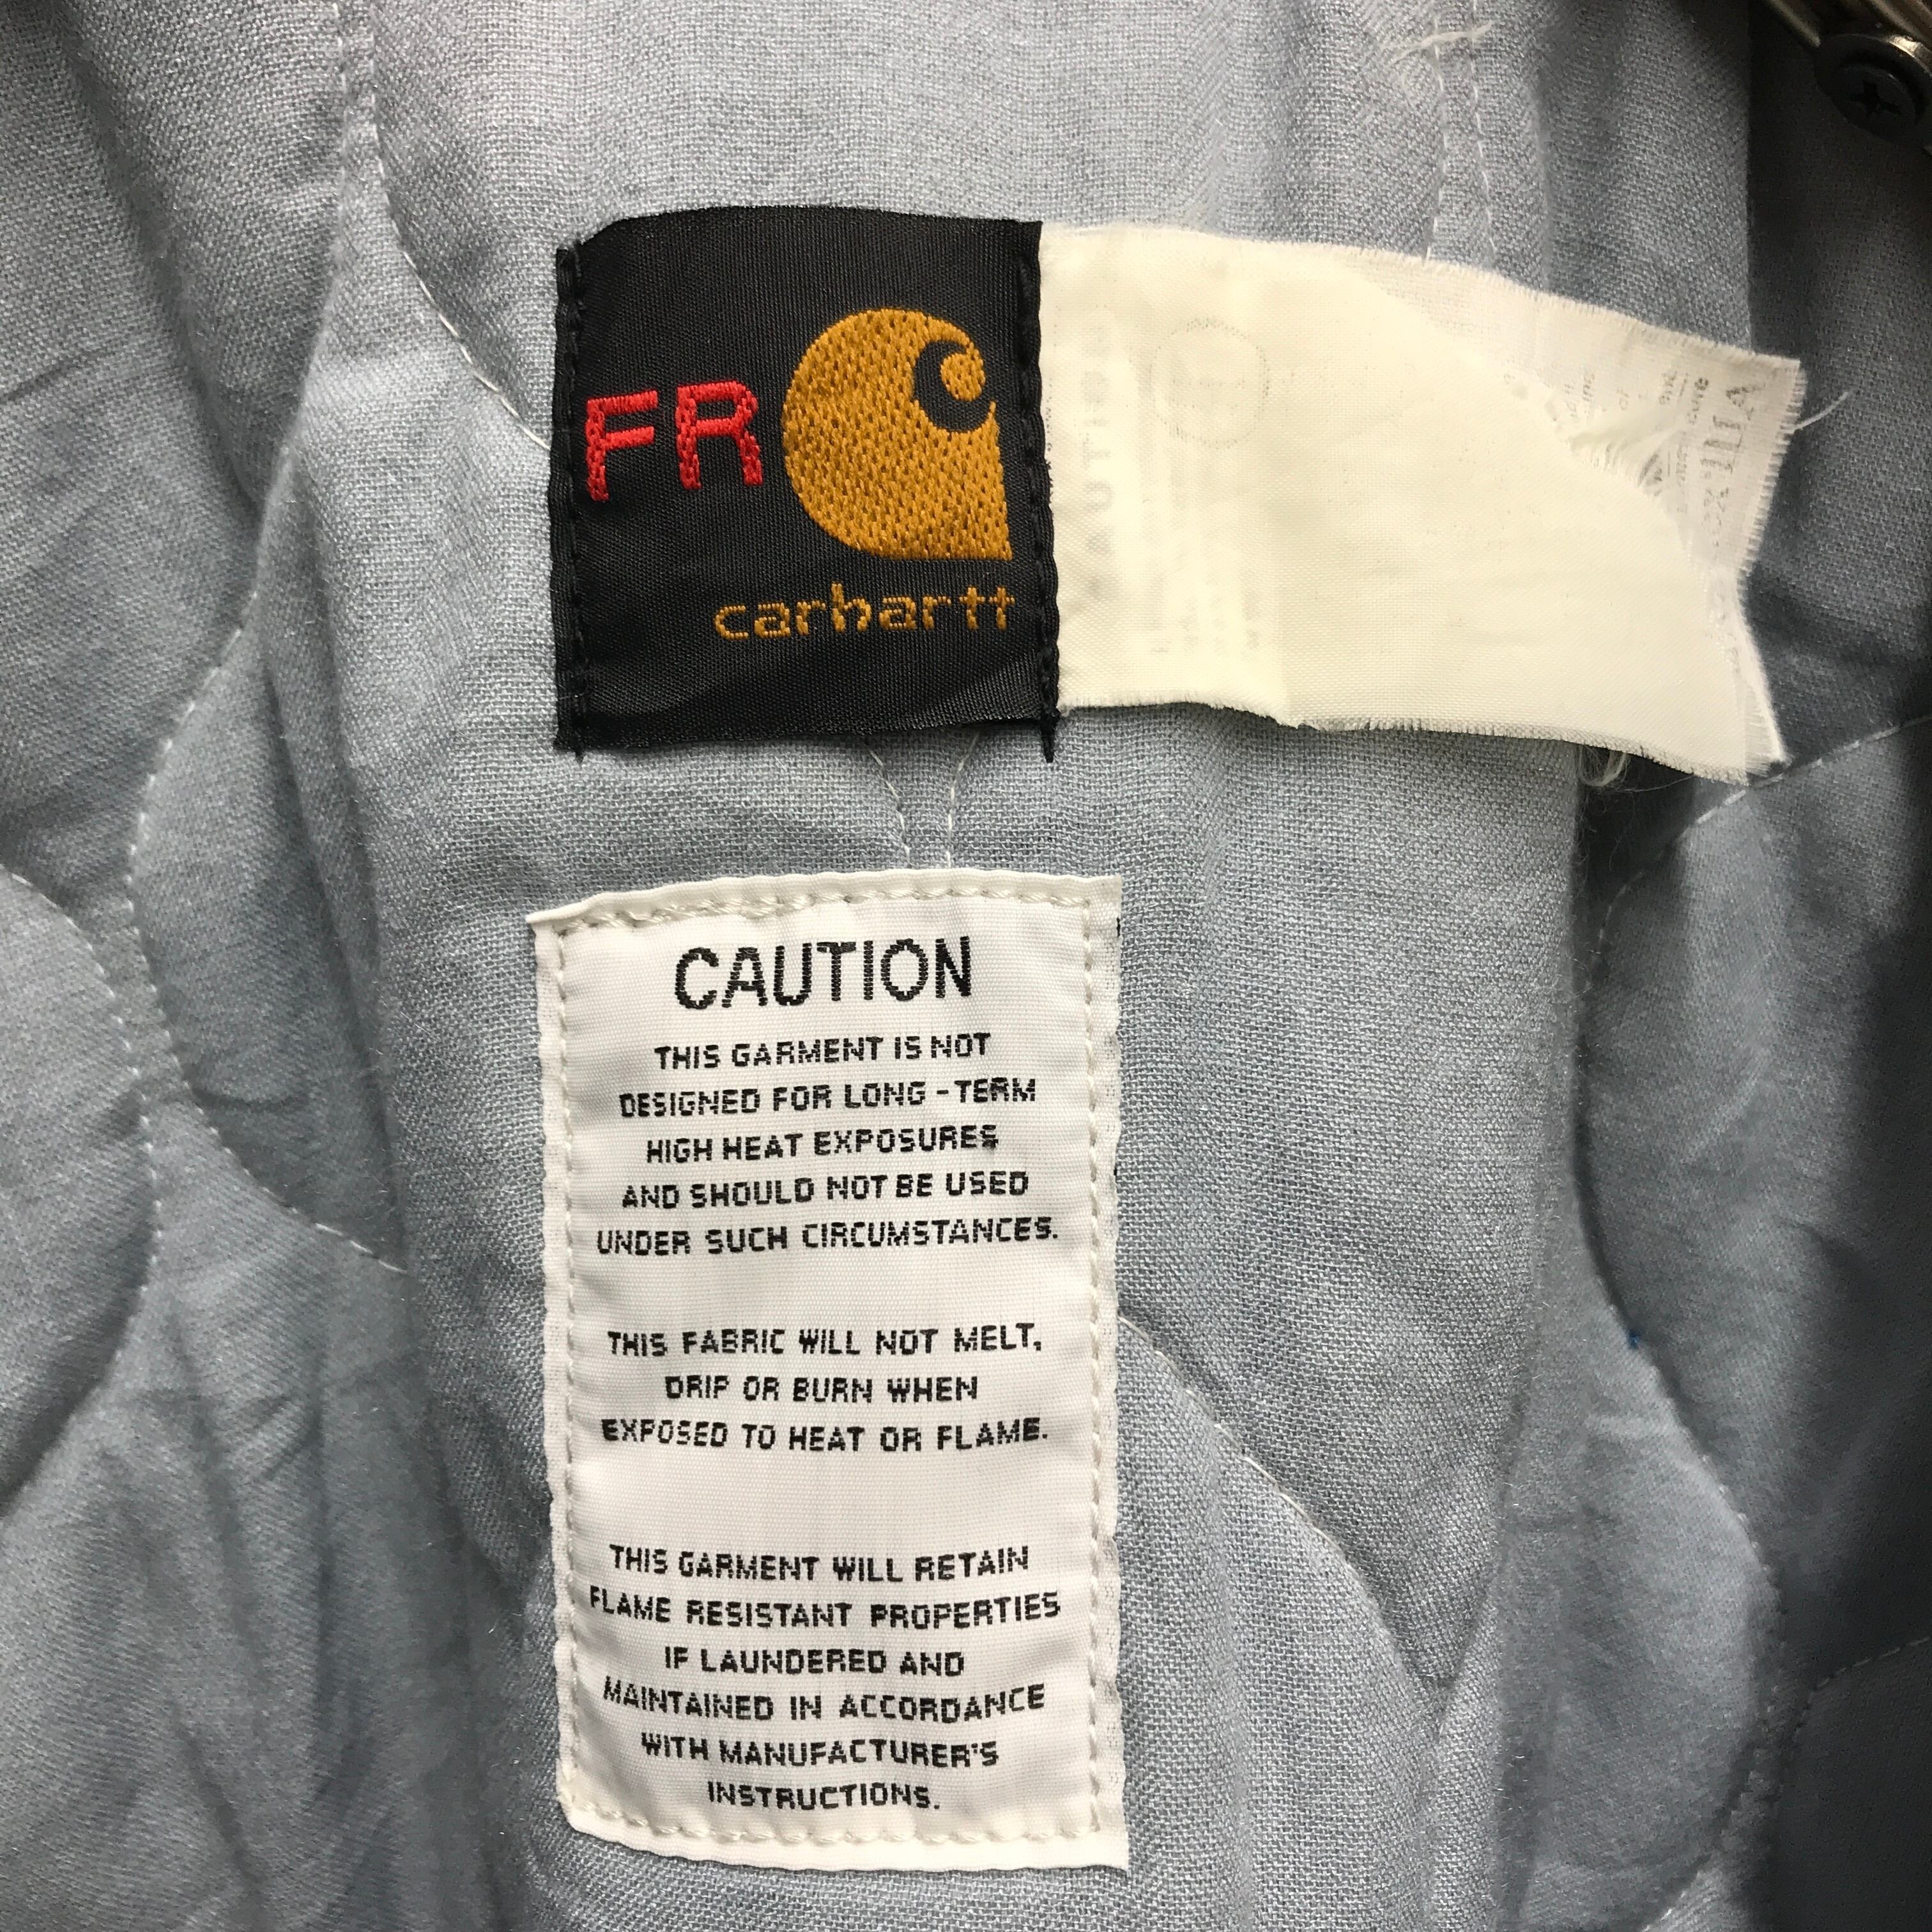 FR
carhartt
CAUTION
THIS GARMENT IS NOT
DESIGNED FOR LONG - TERM
HIGH HEAT EXPOSURES
AND SHOULD NOT BE USED
UNDER SUCH CIRCUMSTANCES.
THIS FABRIC WILL NOT MELT,
DRIP OR BURN WHEN
EXPOSED TO HEAT OR FLAME.
THIS GARMENT WILL RETAIN
FLAME RESISTANT PROPERTIES
IF LAUNDERED AND
MAINTAINED IN ACCORDANCE
WITH MANUFACTURER'S
INSTRUCTIONS.